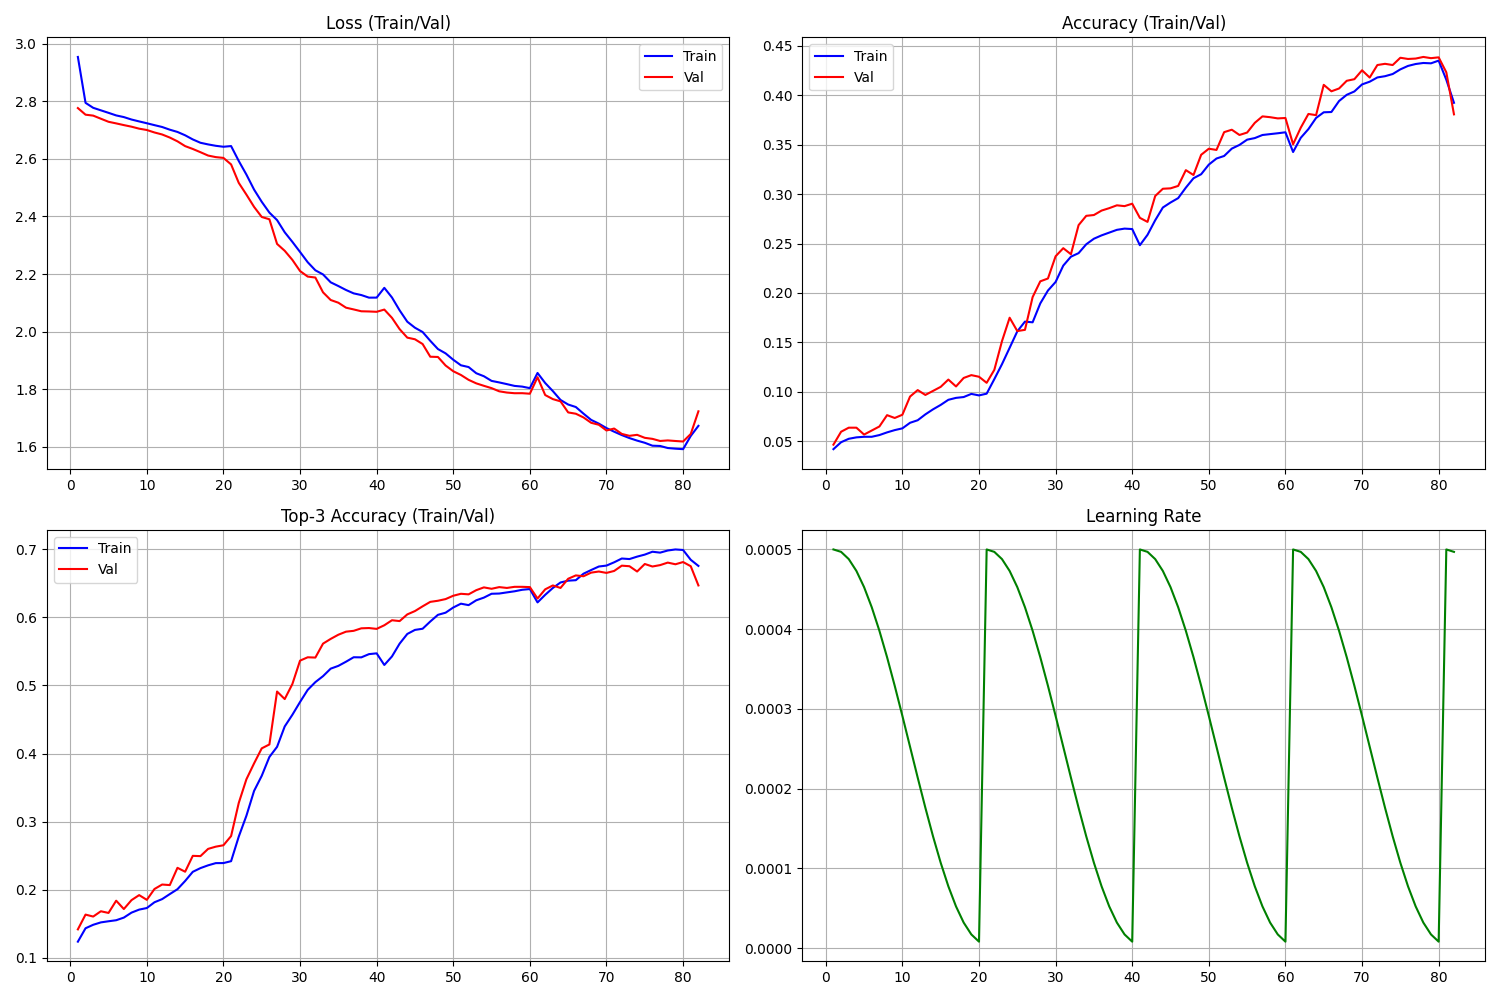 Loss (Train/Val)
3.0
2.8
2.6
2.4
2.2
2.0
1.8
1.6
0 10 20 30 40 50 60 70 80
Train
Val
Accuracy (Train/Val)
0.45
0.40
0.35
0.30
0.25
0.20
0.15
0.10
0.05
0 10 20 30 40 50 60 70 80
Train
Val
Top-3 Accuracy (Train/Val)
0.7
0.6
0.5
0.4
0.3
0.2
0.1
0 10 20 30 40 50 60 70 80
Train
Val
Learning Rate
0.0005
0.0004
0.0003
0.0002
0.0001
0.0000
0 10 20 30 40 50 60 70 80